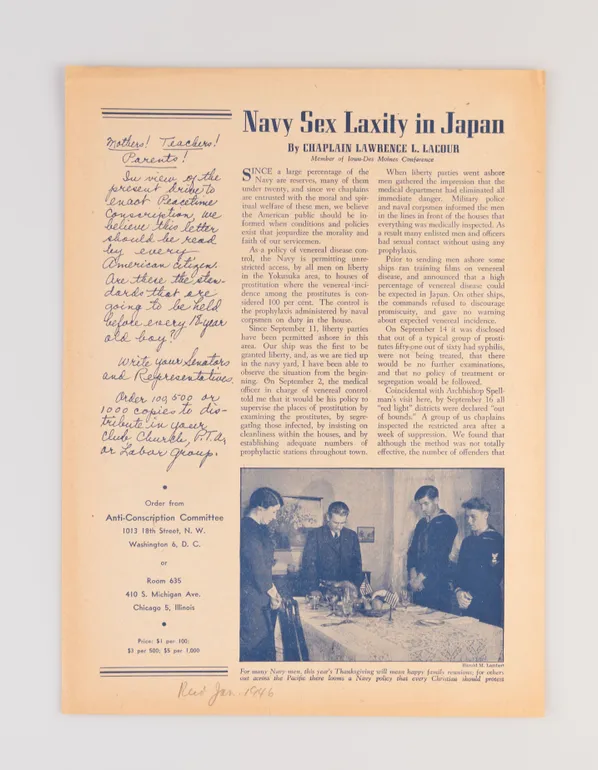 Mothers! Teachers!
Parents!
In view of the
present drive to
enact Peacetime
Conscription, we
believe this letter
should be read
by every
American citizen.
Are these the stan-
dards that are
going to be held
before every 18-year
old boy?
Write your Senators
and Representatives.
Order 100, 500 or
1000 copies to dis-
tribute in your
Club, Church, P.T.A,
or Labor Group.
Order from
Anti-Conscription Committee
1013 18th Street, N. W.
Washington 6, D. C.
or
Room 635
410 S. Michigan Ave.
Chicago 5, Illinois
Price: $1 per 100;
$3 per 500; $5 per 1,000
Navy Sex Laxity in Japan
By CHAPLAIN LAWRENCE L. LACOUR
Member of Iowa-Des Moines Conference
SINCE a large percentage of the
Navy are reserves, many of them
under twenty, and since we chaplains
are entrusted with the moral and spir-
itual welfare of these men, we believe
the American public should be in-
formed when conditions and policies
exist that jeopardize the morality and
faith of our servicemen.
As a policy of venereal disease con-
trol, the Navy is permitting unre-
stricted access, by all men on liberty
in the Yokusuka area, to houses of
prostitution where the venereal inci-
dence among the prostitutes is con-
sidered 100 per cent. The control is
the prophylaxis administered by naval
corpsmen on duty in the house.
Since September 11, liberty parties
have been permitted ashore in this
area. Our ship was the first to be
granted liberty, and, as we are tied up
in the navy yard, I have been able to
observe the situation from the begin-
ning. On September 2, the medical
officer in charge of venereal control
told me that it would be his policy to
supervise the places of prostitution by
examining the prostitutes, by segre-
gating those infected, by insisting on
cleanliness within the houses, and by
establishing adequate numbers of
prophylactic stations throughout town.
When liberty parties went ashore
men gathered the impression that the
medical department had eliminated all
immediate danger. Military police
and naval corpsmen informed the men
in the lines in front of the houses that
everything was medically inspected. As
a result many enlisted men and officers
had sexual contact without using any
prophylaxis.
Prior to sending men ashore some
ships ran training films on venereal
disease, and announced that a high
percentage of venereal disease could
be expected in Japan. On other ships,
the commands refused to discourage
promiscuity, and gave no warning
about expected venereal incidence.
On September 14 it was disclosed
that out of a typical group of prosti-
tutes fifty-one out of sixty had syphilis,
were not being treated, that there
would be no further examinations,
and that no policy of treatment or
segregation would be followed.
Coincidental with Archbishop Spell-
man's visit here, by September 16 all
"red light" districts were declared "out
of bounds." A group of us chaplains
inspected the restricted area after a
week of suppression. We found that
although the method was not totally
effective, the number of offenders that
Harold M. Lambert
For many Navy men, this year's Thanksgiving will mean happy family reunions; for others
out across the Pacific there looms a Navy policy that every Christian should protest
Jan. 1946